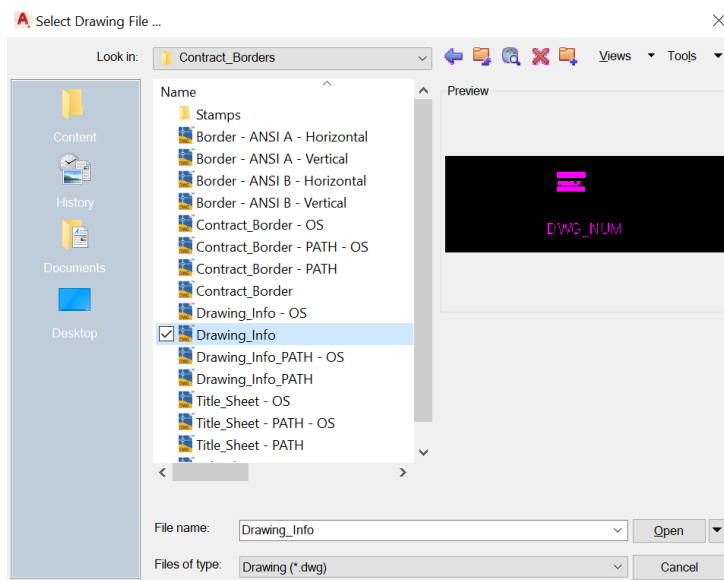 Select Drawing File ...
Look in:
Contract_Borders
Views
Tools
Content
History
Documents
Desktop
Name
Stamps
Border - ANSI A - Horizontal
Border - ANSI A - Vertical
Border - ANSI B - Horizontal
Border - ANSI B - Vertical
Contract_Border - OS
Contract_Border - PATH - OS
Contract_Border - PATH
Contract_Border
Drawing_Info - OS
Drawing_Info
Drawing_Info_PATH - OS
Drawing_Info_PATH
Title_Sheet - OS
Title_Sheet - PATH - OS
Title_Sheet - PATH
Preview
DWG_NUM
File name:
Drawing_Info
Open
Files of type:
Drawing (*.dwg)
Cancel